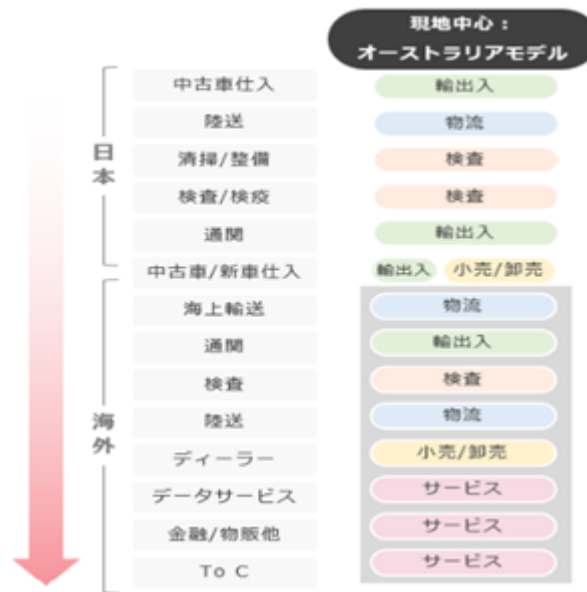 現地中心：
オーストラリアモデル
日本
中古車仕入 輸出入
陸送 物流
清掃/整備 検査
検査/検疫 検査
通関 輸出入
中古車/新車仕入 輸出入 小売/卸売
海外
海上輸送 物流
通関 輸出入
検査 検査
陸送 物流
ディーラー 小売/卸売
データサービス サービス
金融/物販他 サービス
To C サービス